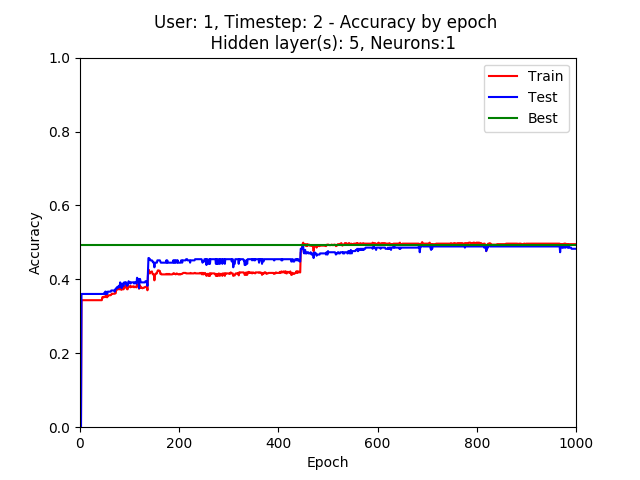 User: 1, Timestep: 2 - Accuracy by epoch
Hidden layer(s): 5, Neurons:1
Train
Test
Best
1.0
0.8
0.6
0.4
0.2
0.0
Accuracy
0 200 400 600 800 1000
Epoch